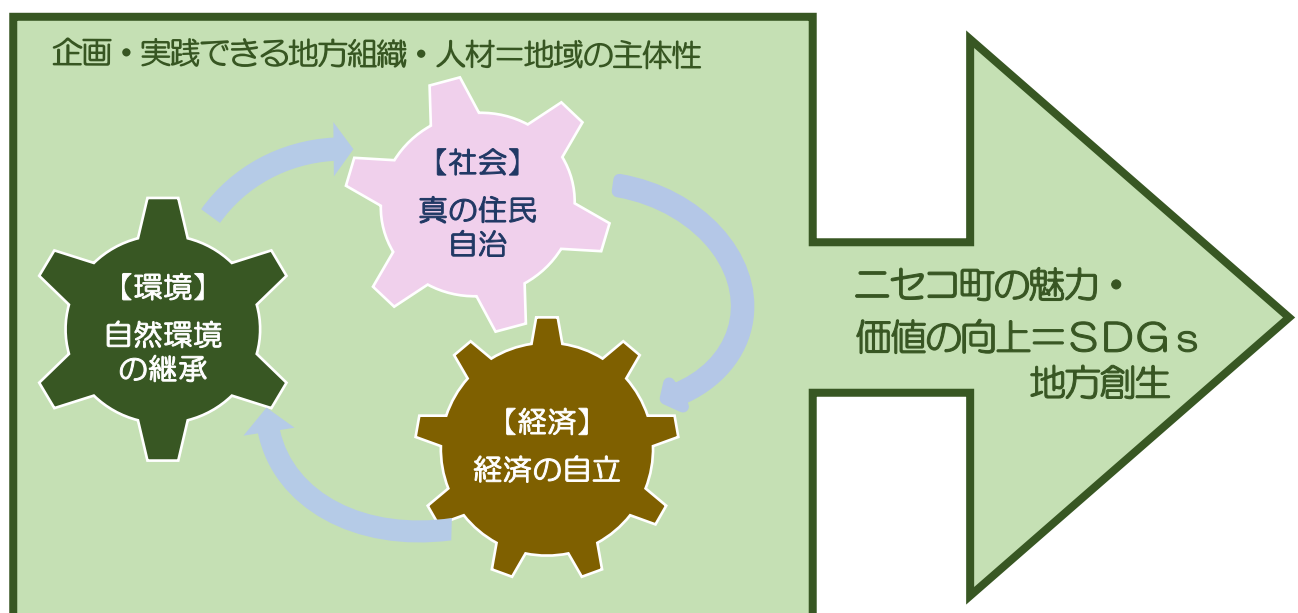 企画・実践できる地方組織・人材＝地域の主体性
【社会】
真の住民
自治
【環境】
自然環境
の継承
【経済】
経済の自立
ニセコ町の魅力・
価値の向上＝ＳＤＧｓ
地方創生